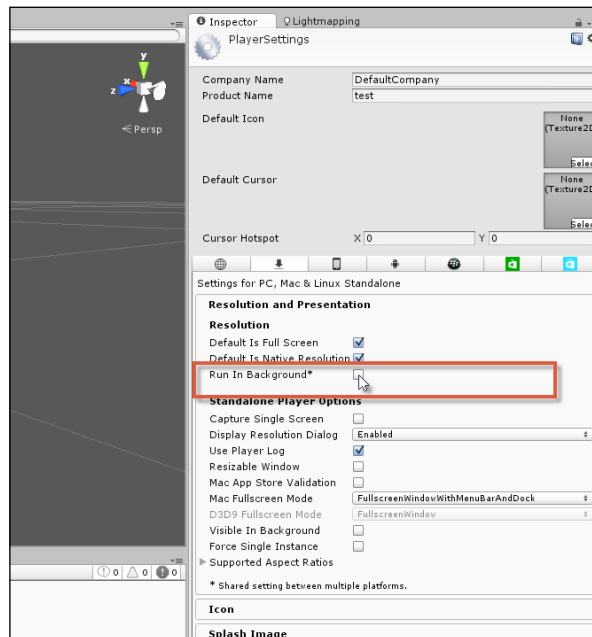 Inspector Lightmapping
PlayerSettings
y
x
z
Persp
Company Name DefaultCompany
Product Name test
Default Icon None
(Texture2D
Selec
Default Cursor None
(Texture2D
Selec
Cursor Hotspot X 0 Y 0
Settings for PC, Mac & Linux Standalone
Resolution and Presentation
Resolution
Default Is Full Screen
Default Is Native Resolution
Run In Background*
Standalone Player Options
Capture Single Screen
Display Resolution Dialog Enabled
Use Player Log
Resizable Window
Mac App Store Validation
Mac Fullscreen Mode FullscreenWindowWithMenuBarAndDock
D3D9 Fullscreen Mode FullscreenWindow
Visible In Background
Force Single Instance
Supported Aspect Ratios
0 0 0
* Shared setting between multiple platforms.
Icon
Splash Image